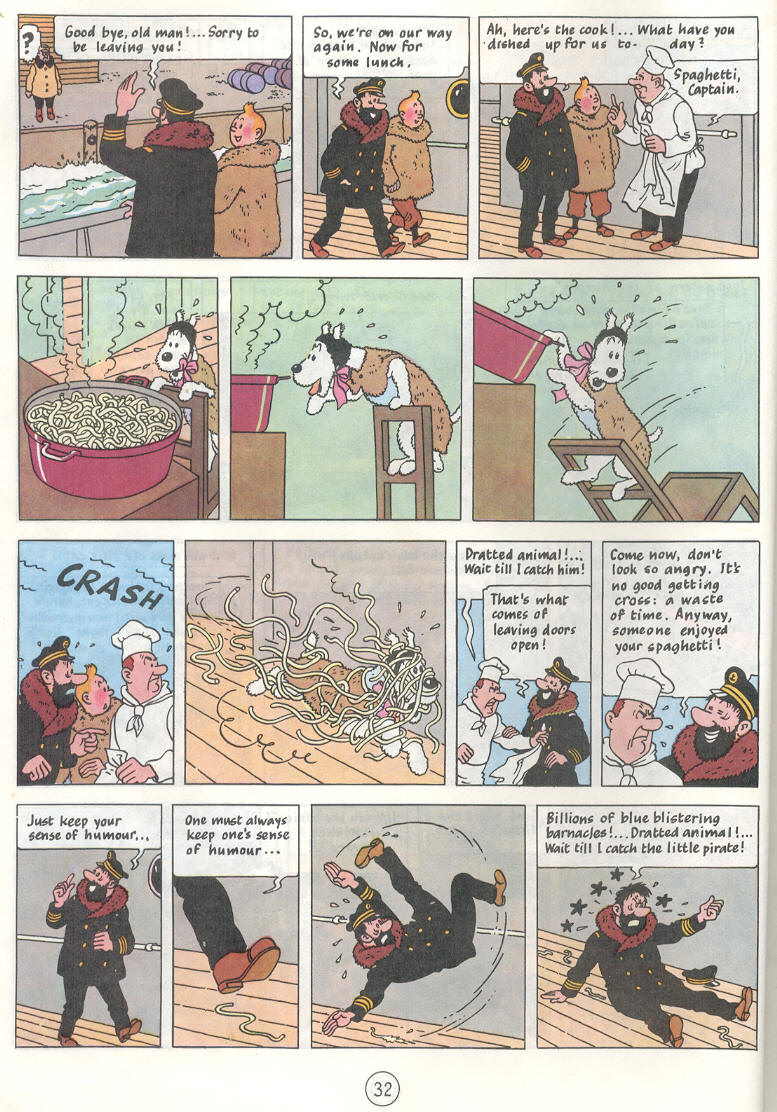 ?
Good bye, old man!...Sorry to
be leaving you!
So, we're on our way
again. Now for
some lunch.
Ah, here's the cook!... What have you
dished up for us to- day?
Spaghetti,
Captain.
CRASH
Dratted animal!...
Wait till I catch him!
That's what
comes of
leaving doors
open!
Come now, don't
look so angry. It's
no good getting
cross: a waste
of time. Anyway,
someone enjoyed
your spaghetti!
Just keep your
sense of humour...
One must always
keep one's sense
of humour...
Billions of blue blistering
barnacles!... Dratted animal!...
Wait till I catch the little pirate!
32